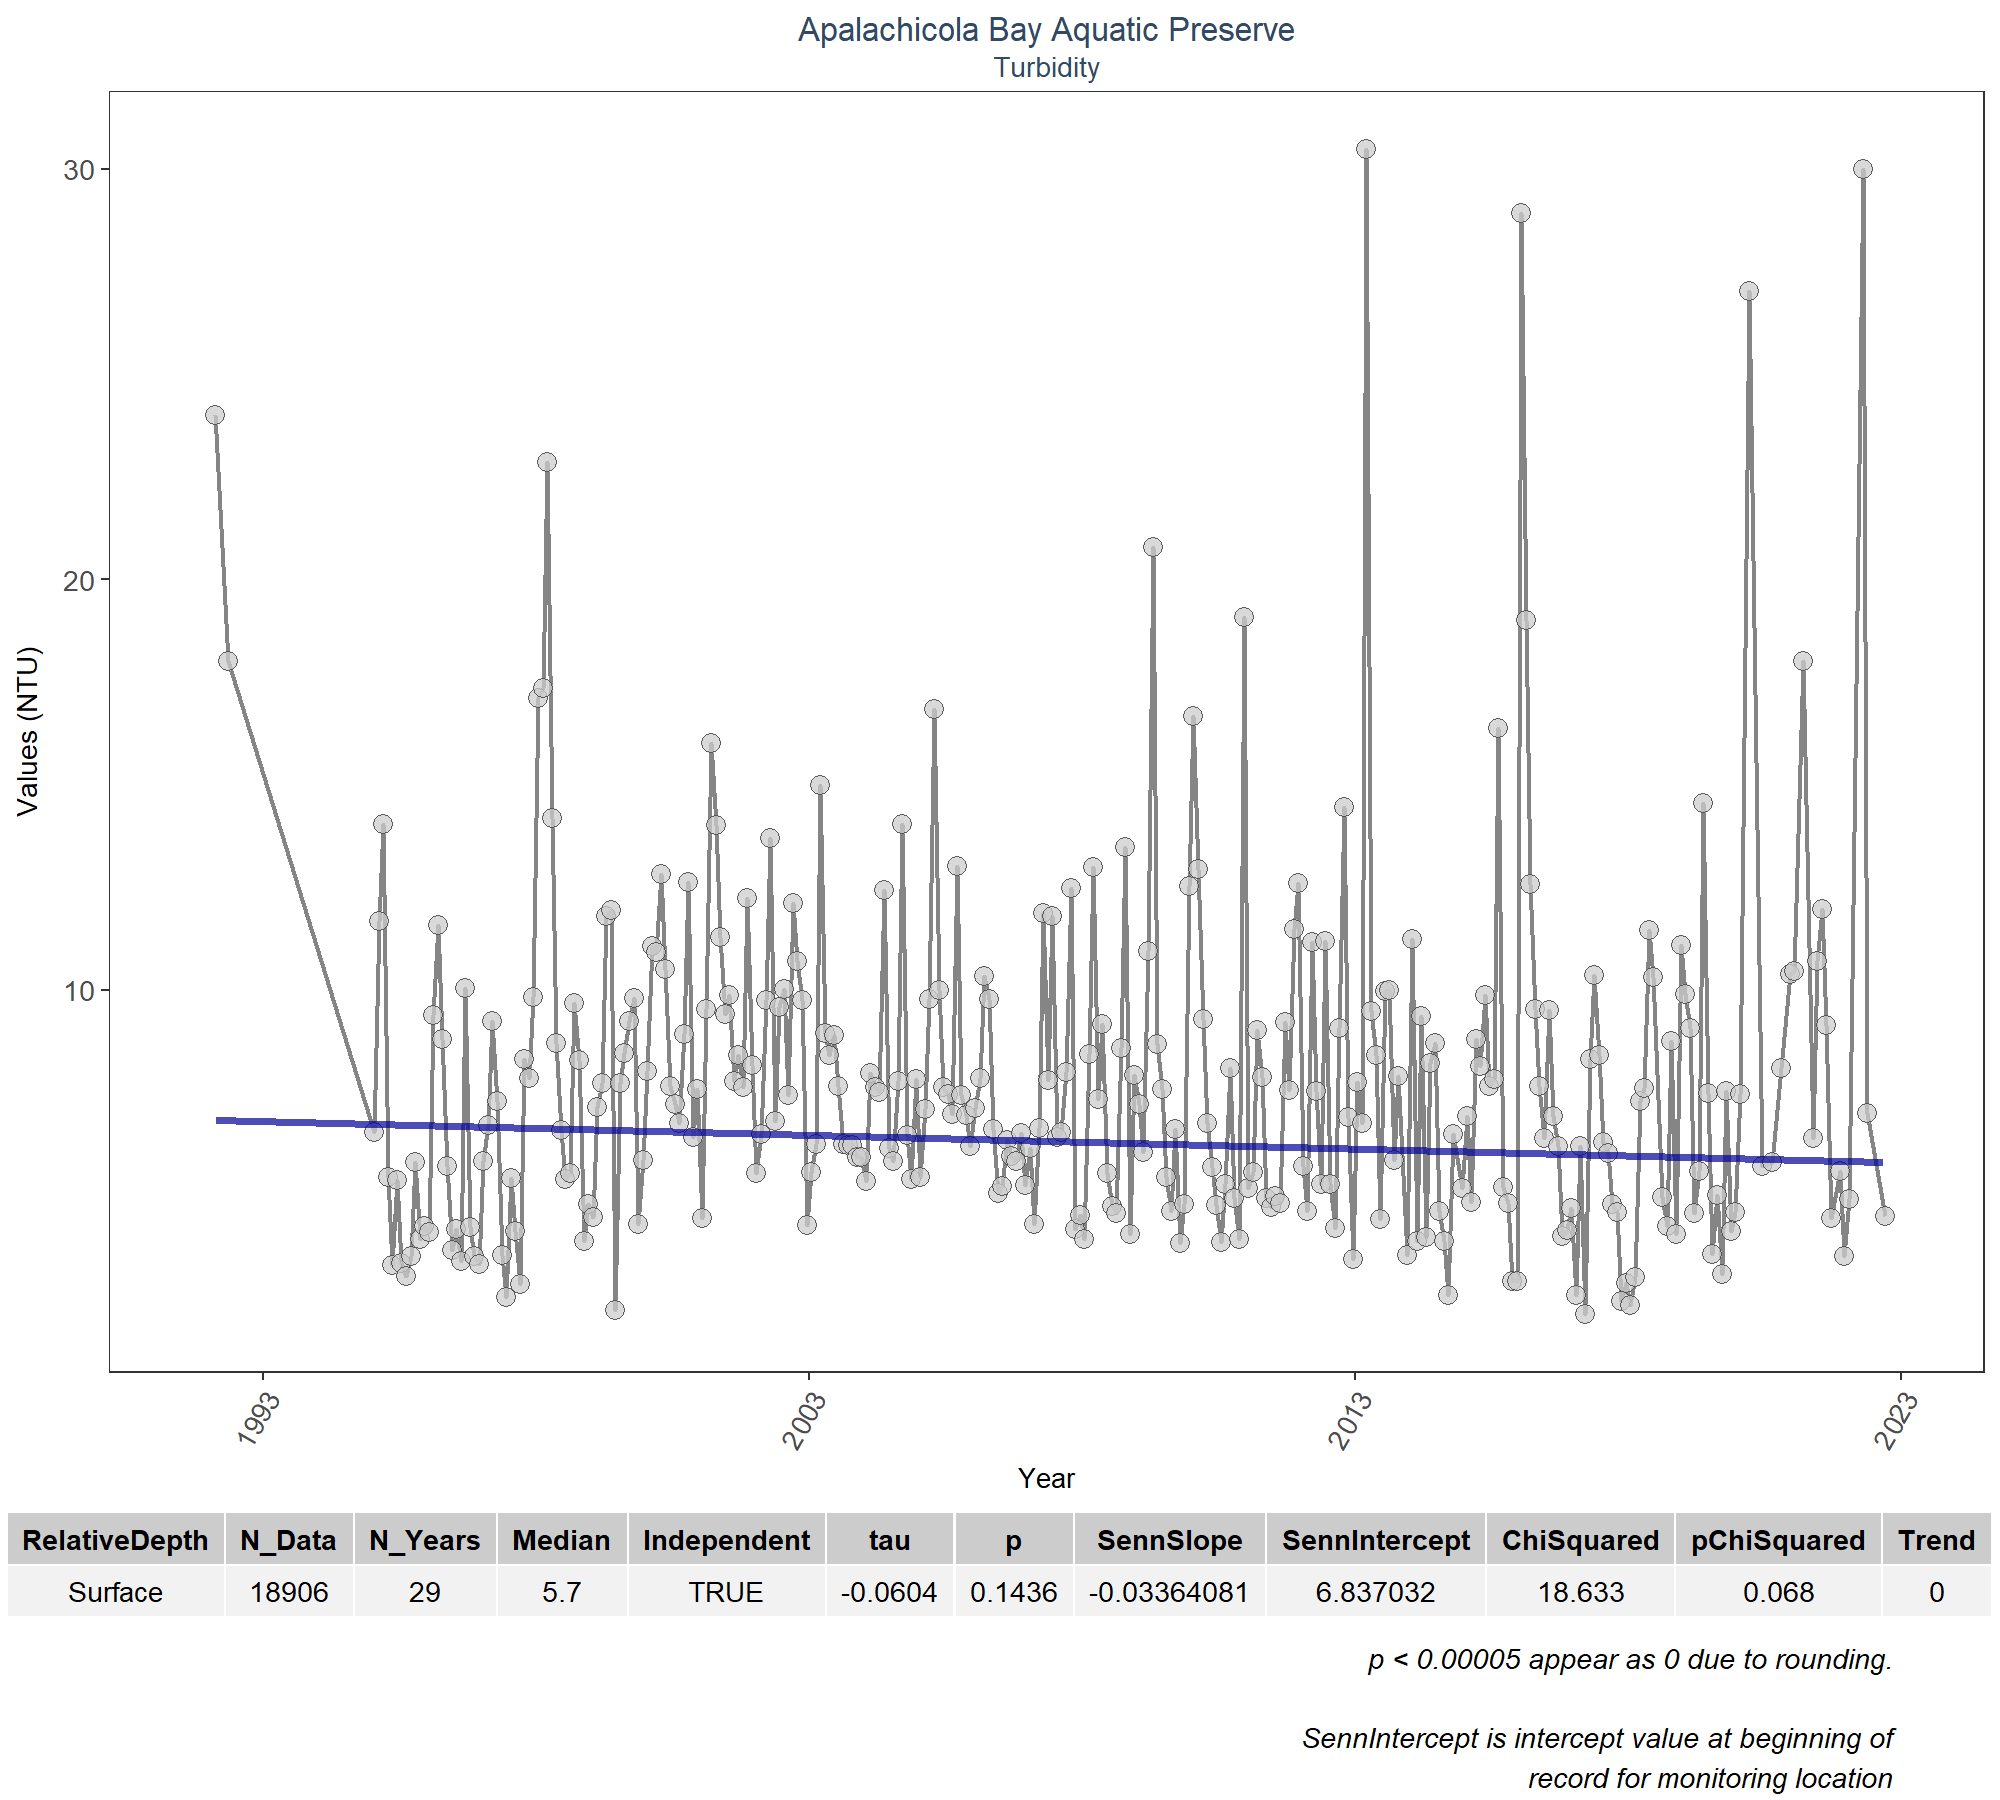 Apalachicola Bay Aquatic Preserve
Turbidity
30
20
10
Values (NTU)
1993
2003
2013
2023
Year
RelativeDepth N_Data N_Years Median Independent tau p SennSlope SennIntercept ChiSquared pChiSquared Trend
Surface 18906 29 5.7 TRUE -0.0604 0.1436 -0.03364081 6.837032 18.633 0.068 0
p < 0.00005 appear as 0 due to rounding.
SennIntercept is intercept value at beginning of
record for monitoring location